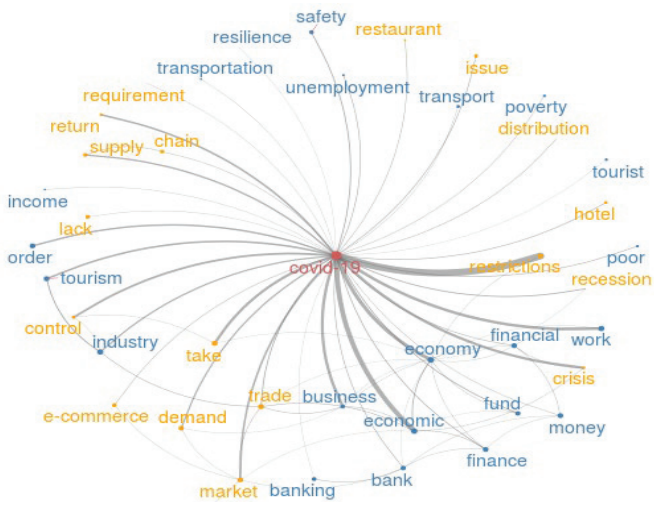 safety
restaurant
resilience
issue
transportation
unemployment
requirement
transport
poverty
return
distribution
supply
chain
tourist
income
hotel
lack
order
covid-19
restrictions
poor
tourism
recession
control
industry
take
economy
financial
work
crisis
e-commerce
demand
trade
business
economic
fund
money
market
banking
bank
finance